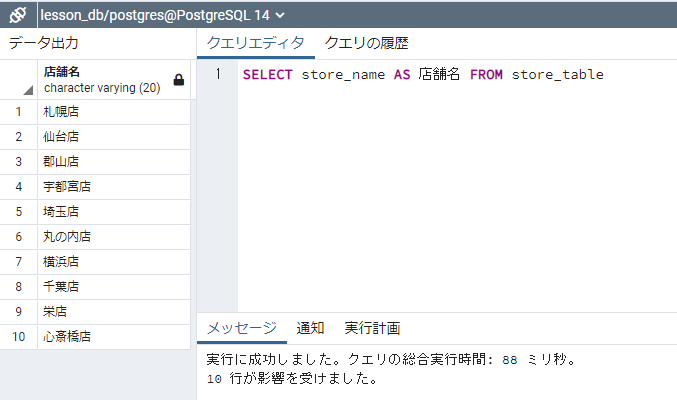 lesson_db/postgres@PostgreSQL 14
データ出力
店舗名
character varying (20)
1 札幌店
2 仙台店
3 郡山店
4 宇都宮店
5 埼玉店
6 丸の内店
7 横浜店
8 千葉店
9 栄店
10 心斎橋店
クエリエディタ クエリの履歴
1 SELECT store_name AS 店舗名 FROM store_table
メッセージ 通知 実行計画
実行に成功しました。クエリの総合実行時間: 88 ミリ秒。
10 行が影響を受けました。